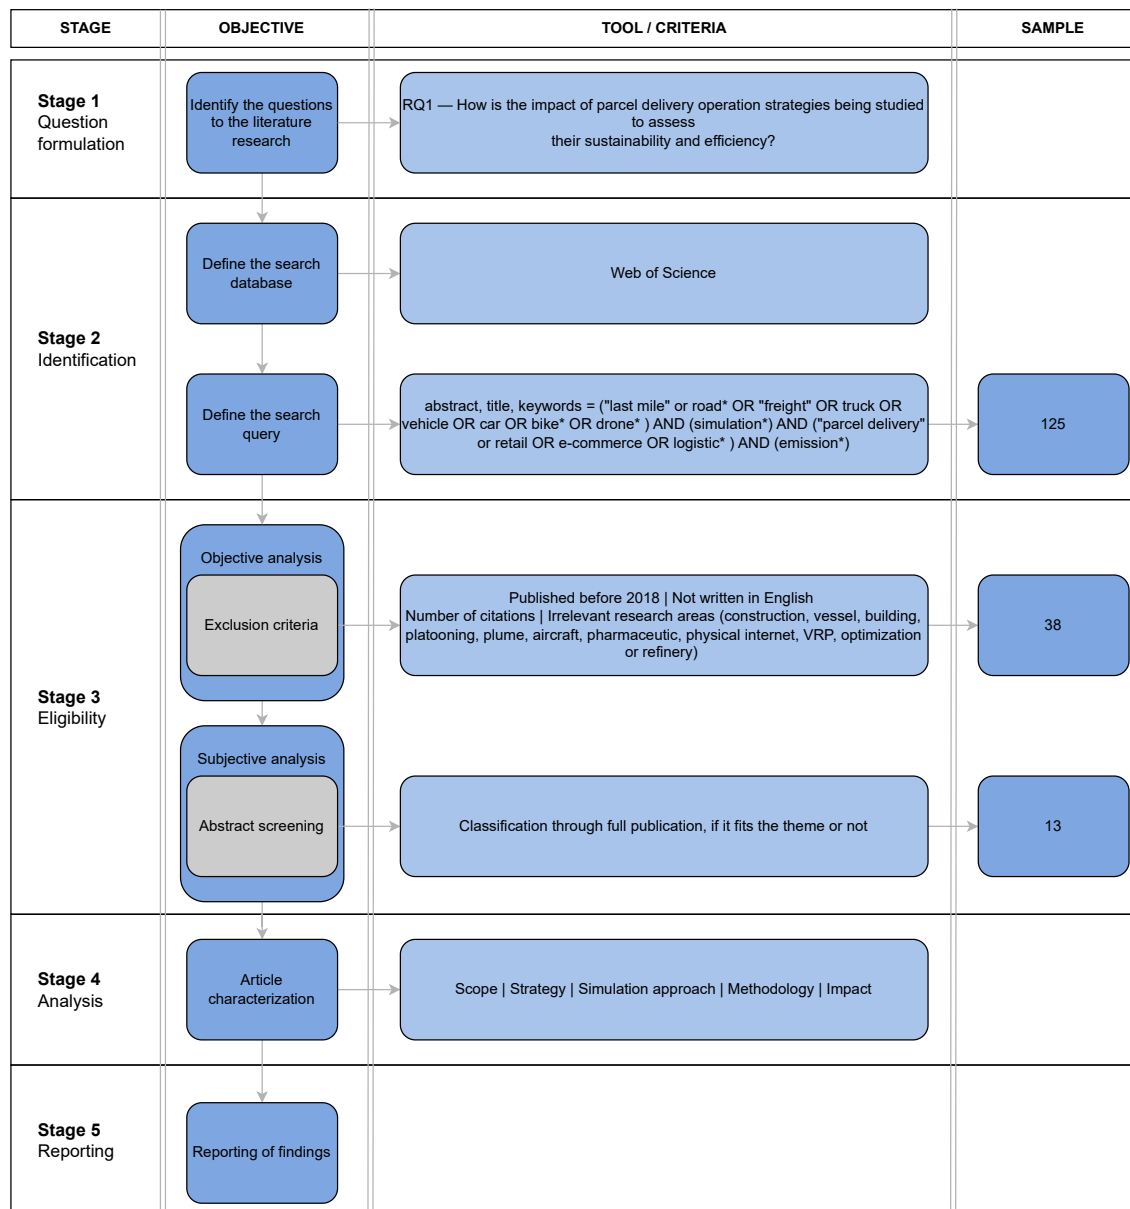 STAGE
OBJECTIVE
TOOL / CRITERIA
SAMPLE
Stage 1
Question
formulation
Identify the questions
to the literature
research
RQ1 — How is the impact of parcel delivery operation strategies being studied
to assess
their sustainability and efficiency?
Stage 2
Identification
Define the search
database
Web of Science
Define the search
query
abstract, title, keywords = ("last mile" or road* OR "freight" OR truck OR
vehicle OR car OR bike* OR drone* ) AND (simulation*) AND ("parcel delivery"
or retail OR e-commerce OR logistic* ) AND (emission*)
125
Stage 3
Eligibility
Objective analysis
Exclusion criteria
Published before 2018 | Not written in English
Number of citations | Irrelevant research areas (construction, vessel, building,
platooning, plume, aircraft, pharmaceutic, physical internet, VRP, optimization
or refinery)
38
Subjective analysis
Abstract screening
Classification through full publication, if it fits the theme or not
13
Stage 4
Analysis
Article
characterization
Scope | Strategy | Simulation approach | Methodology | Impact
Stage 5
Reporting
Reporting of findings